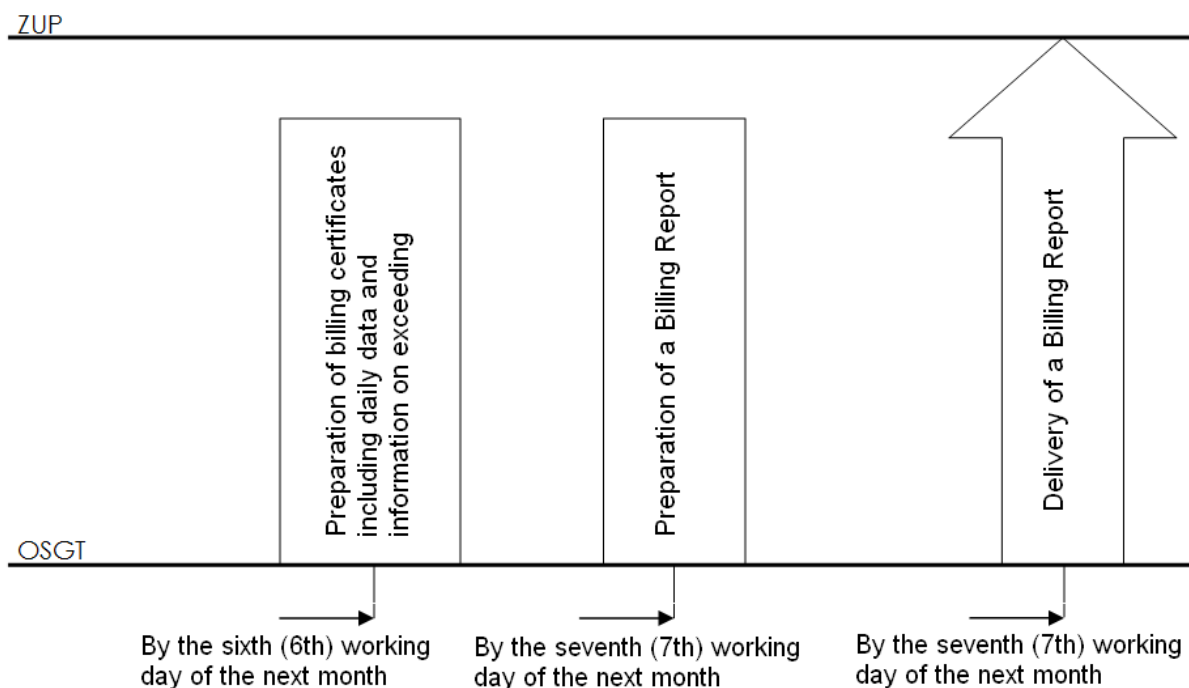 ZUP
Preparation of billing certificates
including daily data and
information on exceeding
Preparation of a Billing Report
Delivery of a Billing Report
OSGT
By the sixth (6th) working
day of the next month
By the seventh (7th) working
day of the next month
By the seventh (7th) working
day of the next month